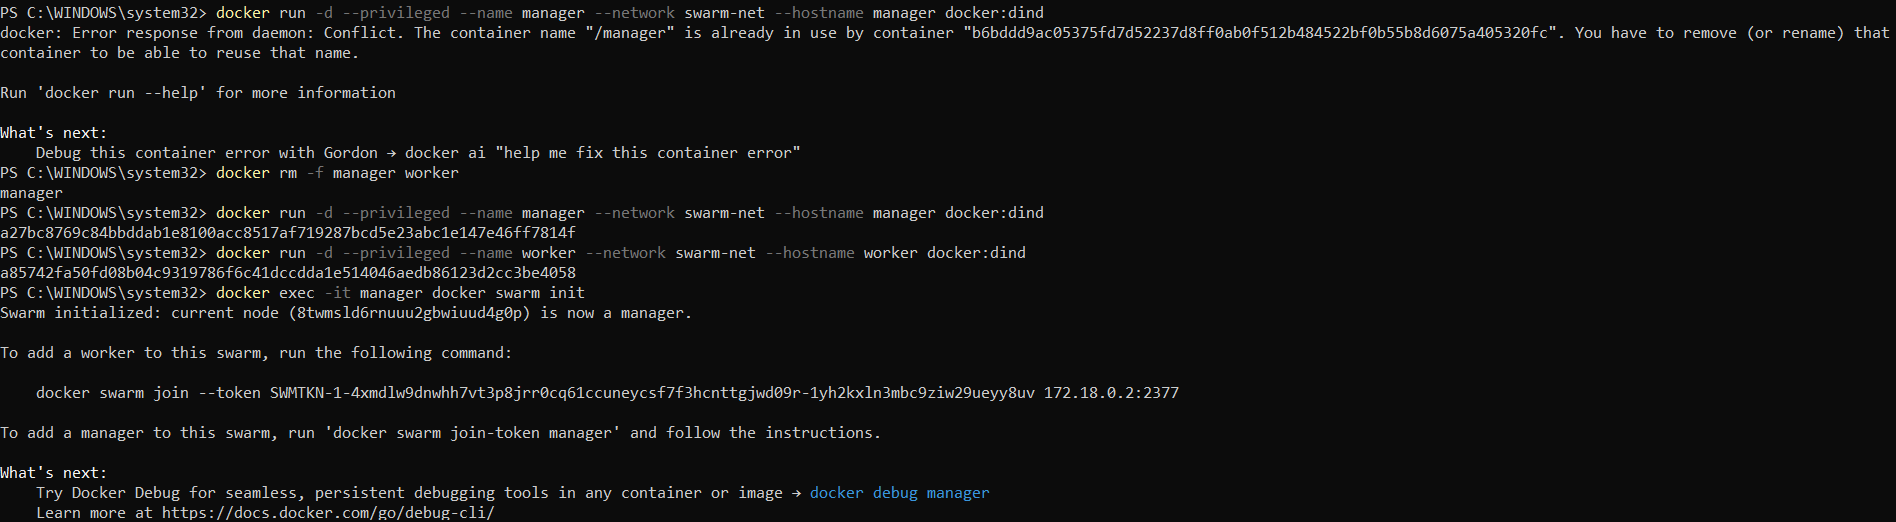 PS C:\WINDOWS\system32> docker run -d --privileged --name manager --network swarm-net --hostname manager docker:dind
docker: Error response from daemon: Conflict. The container name "/manager" is already in use by container "b6bddd9ac05375fd7d52237d8ff0ab0f512b484522bf0b55b8d6075a405320fc". You have to remove (or rename) that
container to be able to reuse that name.
Run 'docker run --help' for more information
What's next:
Debug this container error with Gordon → docker ai "help me fix this container error"
PS C:\WINDOWS\system32> docker rm -f manager worker
manager
PS C:\WINDOWS\system32> docker run -d --privileged --name manager --network swarm-net --hostname manager docker:dind
a27bc8769c84bbddab1e8100acc8517af719287bcd5e23abc1e147e46ff7814f
PS C:\WINDOWS\system32> docker run -d --privileged --name worker --network swarm-net --hostname worker docker:dind
a85742fa50fd08b04c9319786f6c41dccdda1e514046aedb86123d2cc3be4058
PS C:\WINDOWS\system32> docker exec -it manager docker swarm init
Swarm initialized: current node (8twmsld6rnuuu2gbwiuud4g0p) is now a manager.
To add a worker to this swarm, run the following command:
docker swarm join --token SWMTKN-1-4xmdlw9dnwhh7vt3p8jrr0cq61ccuneycsf7f3hcnttgjwd09r-1yh2kxln3mbc9ziw29ueyy8uv 172.18.0.2:2377
To add a manager to this swarm, run 'docker swarm join-token manager' and follow the instructions.
What's next:
Try Docker Debug for seamless, persistent debugging tools in any container or image → docker debug manager
Learn more at https://docs.docker.com/go/debug-cli/